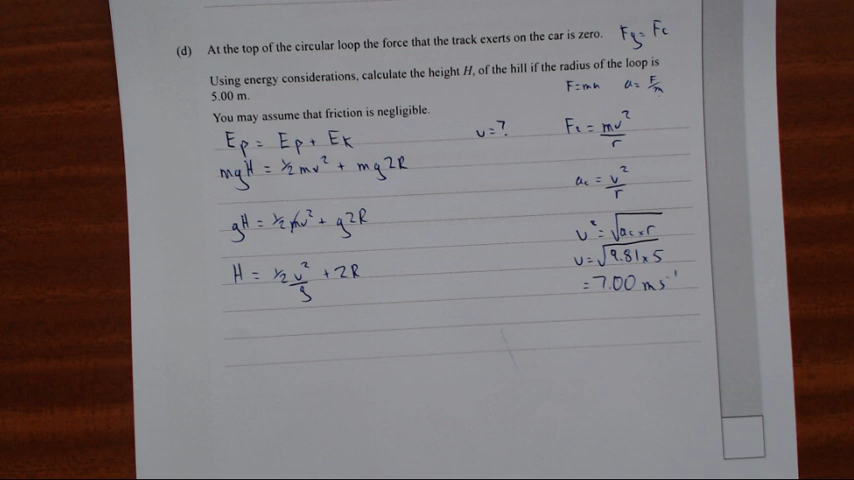 (d) At the top of the circular loop the force that the track exerts on the car is zero. Fg = Fc
Using energy considerations, calculate the height H, of the hill if the radius of the loop is
5.00 m.
F=ma a= F/m
You may assume that friction is negligible.
Ep = Ep + Ek
v=?
Fc = mv²/r
mgH = ½mv² + mg2R
ac = v²/r
gH = ½mv² + g2R
v² = √ac×r
v = √9.81×5
H = ½v²/g + 2R
= 7.00 ms⁻¹